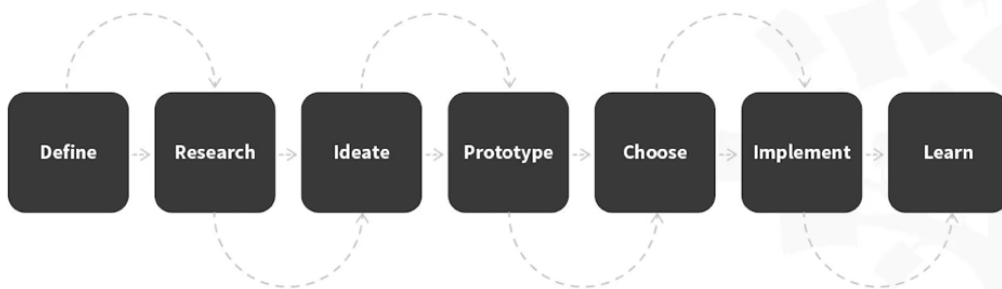 Define
Research
Ideate
Prototype
Choose
Implement
Learn